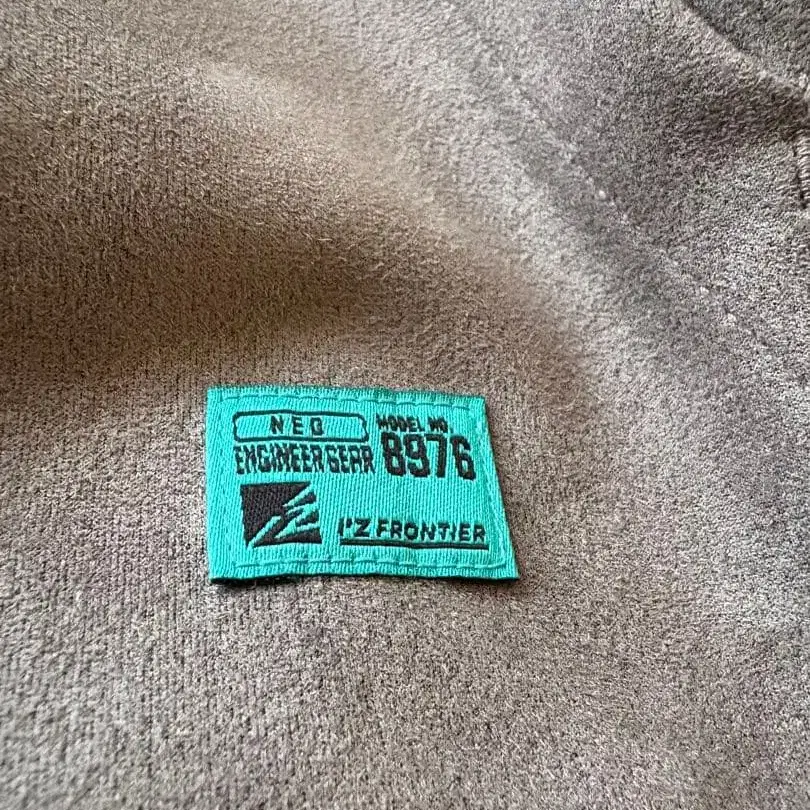 NEO
ENGINEER GEAR
MODEL NO.
8976
I'Z FRONTIER